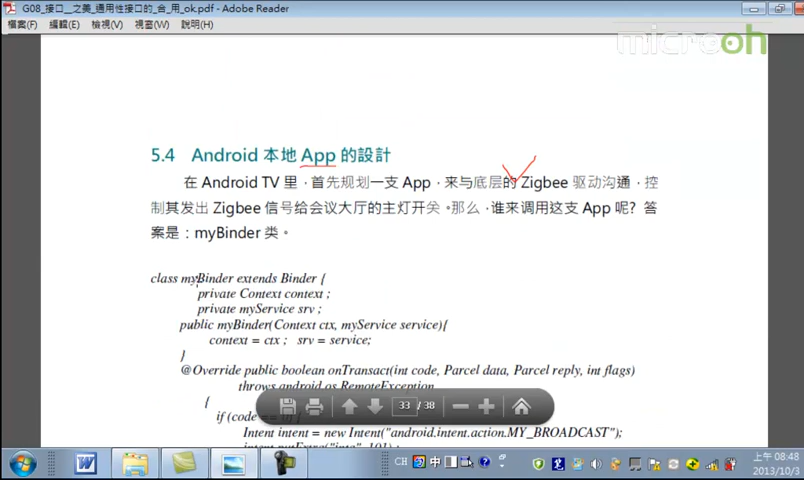 G08_接口__之美_通用性接口的_合_用_ok.pdf - Adobe Reader
檔案(F) 編輯(E) 檢視(V) 視窗(W) 說明(H)
microoh
5.4 Android 本地 App 的設計
在 Android TV 里，首先规划一支 App，来与底层的 Zigbee 驱动沟通，控
制其发出 Zigbee 信号给会议大厅的主灯开关。那么，谁来调用这支 App 呢? 答
案是：myBinder 类。
class myBinder extends Binder {
private Context context ;
private myService srv ;
public myBinder(Context ctx, myService service){
context = ctx ; srv = service;
}
@Override public boolean onTransact(int code, Parcel data, Parcel reply, int flags)
throws android.os.RemoteException
{
33 / 38
Intent intent = new Intent("android.intent.action.MY_BROADCAST");
CH 中
上午 08:48
2013/10/3